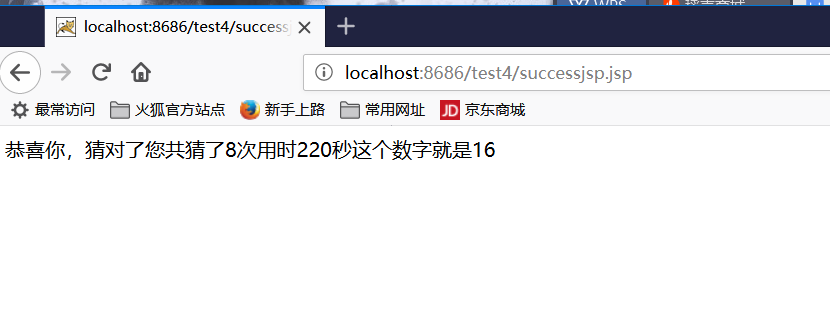 WPS
localhost:8686/test4/successj
localhost:8686/test4/successjsp.jsp
最常访问 火狐官方站点 新手上路 常用网址 JD 京东商城
恭喜你，猜对了您共猜了8次用时220秒这个数字就是16